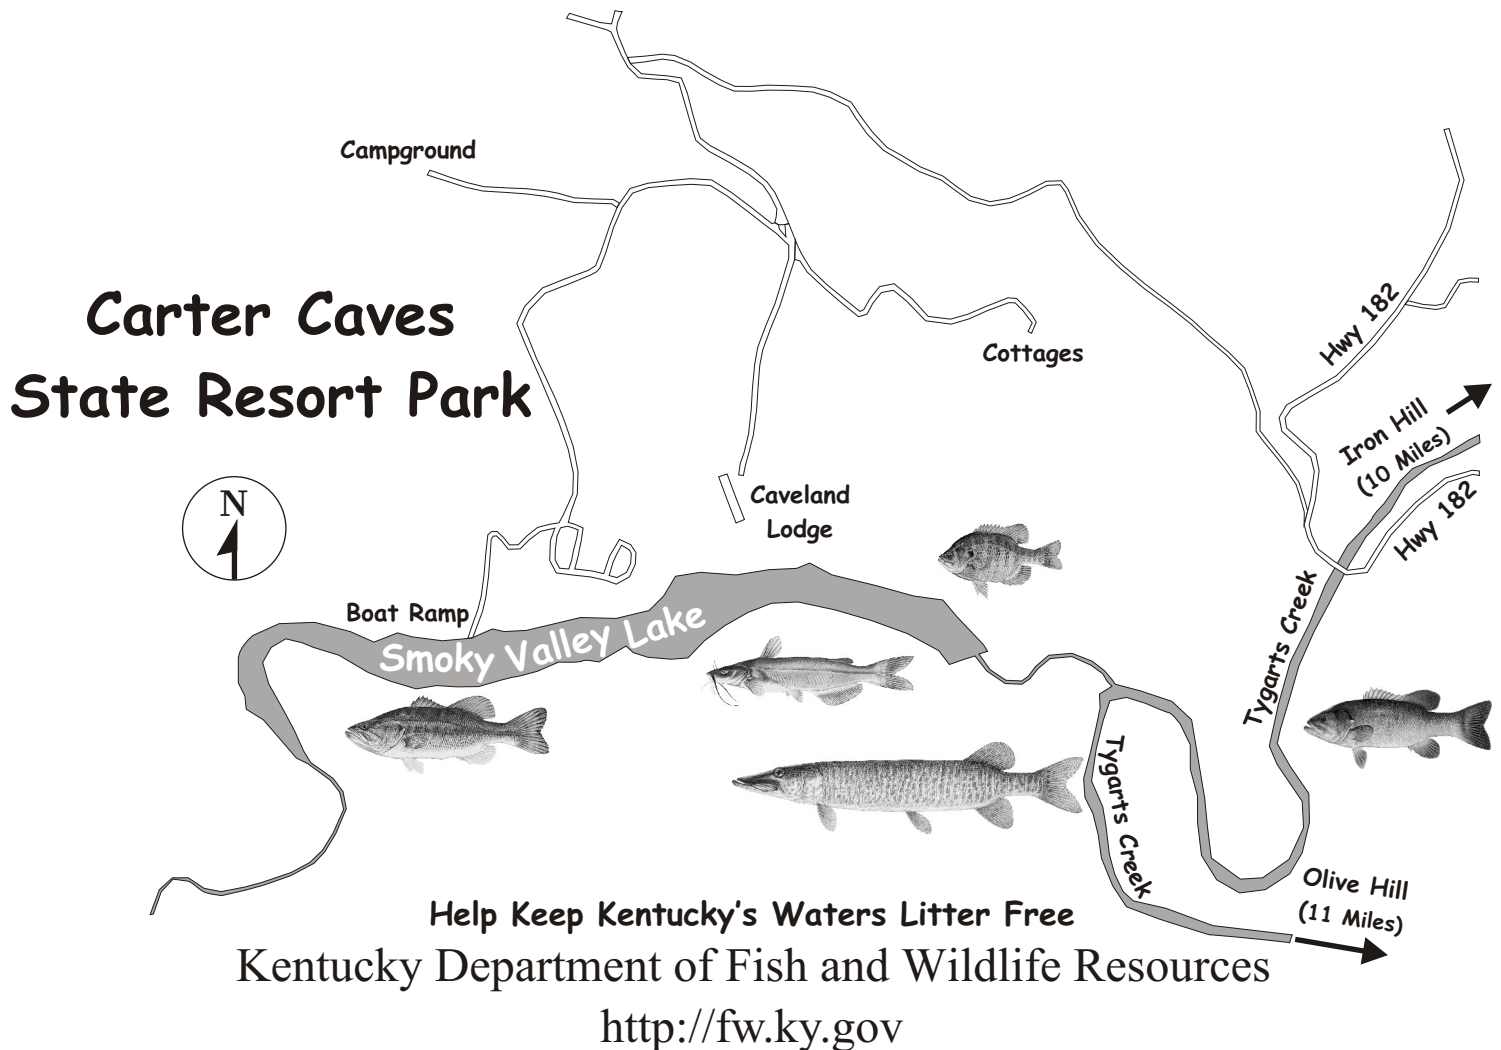 Campground
Carter Caves
State Resort Park
Cottages
Hwy 182
Iron Hill
(10 Miles)
Hwy 182
N
Caveland
Lodge
Boat Ramp
Smoky Valley Lake
Tygarts Creek
Tygarts Creek
Olive Hill
(11 Miles)
Help Keep Kentucky's Waters Litter Free
Kentucky Department of Fish and Wildlife Resources
http://fw.ky.gov